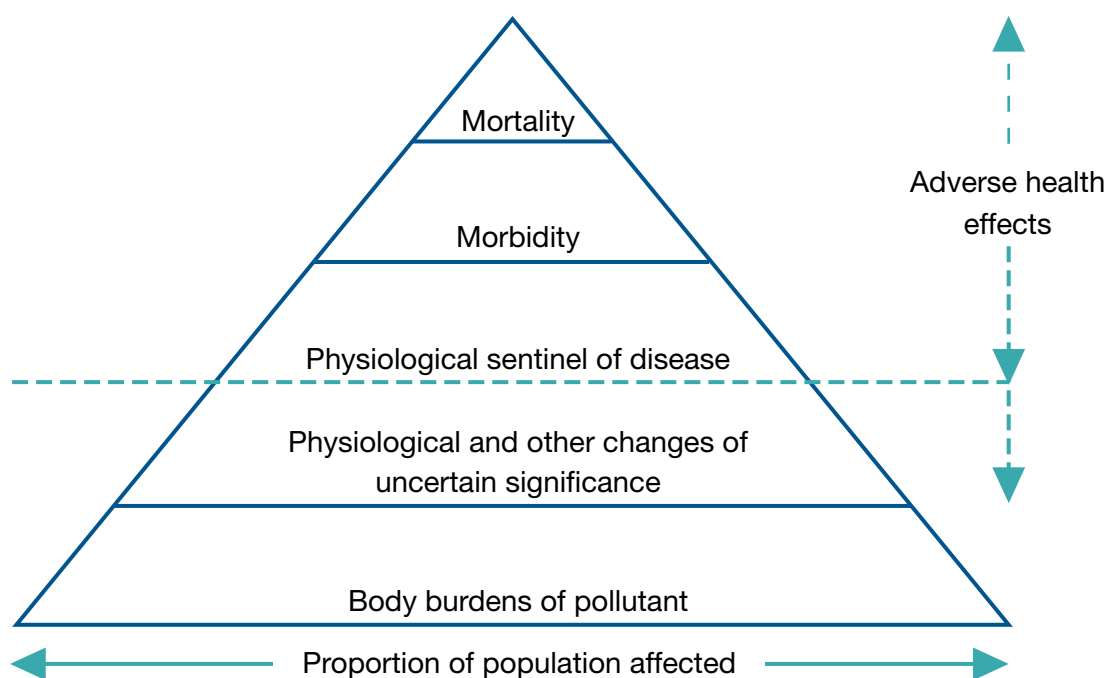 Mortality
Adverse health
effects
Morbidity
Physiological sentinel of disease
Physiological and other changes of
uncertain significance
Body burdens of pollutant
Proportion of population affected